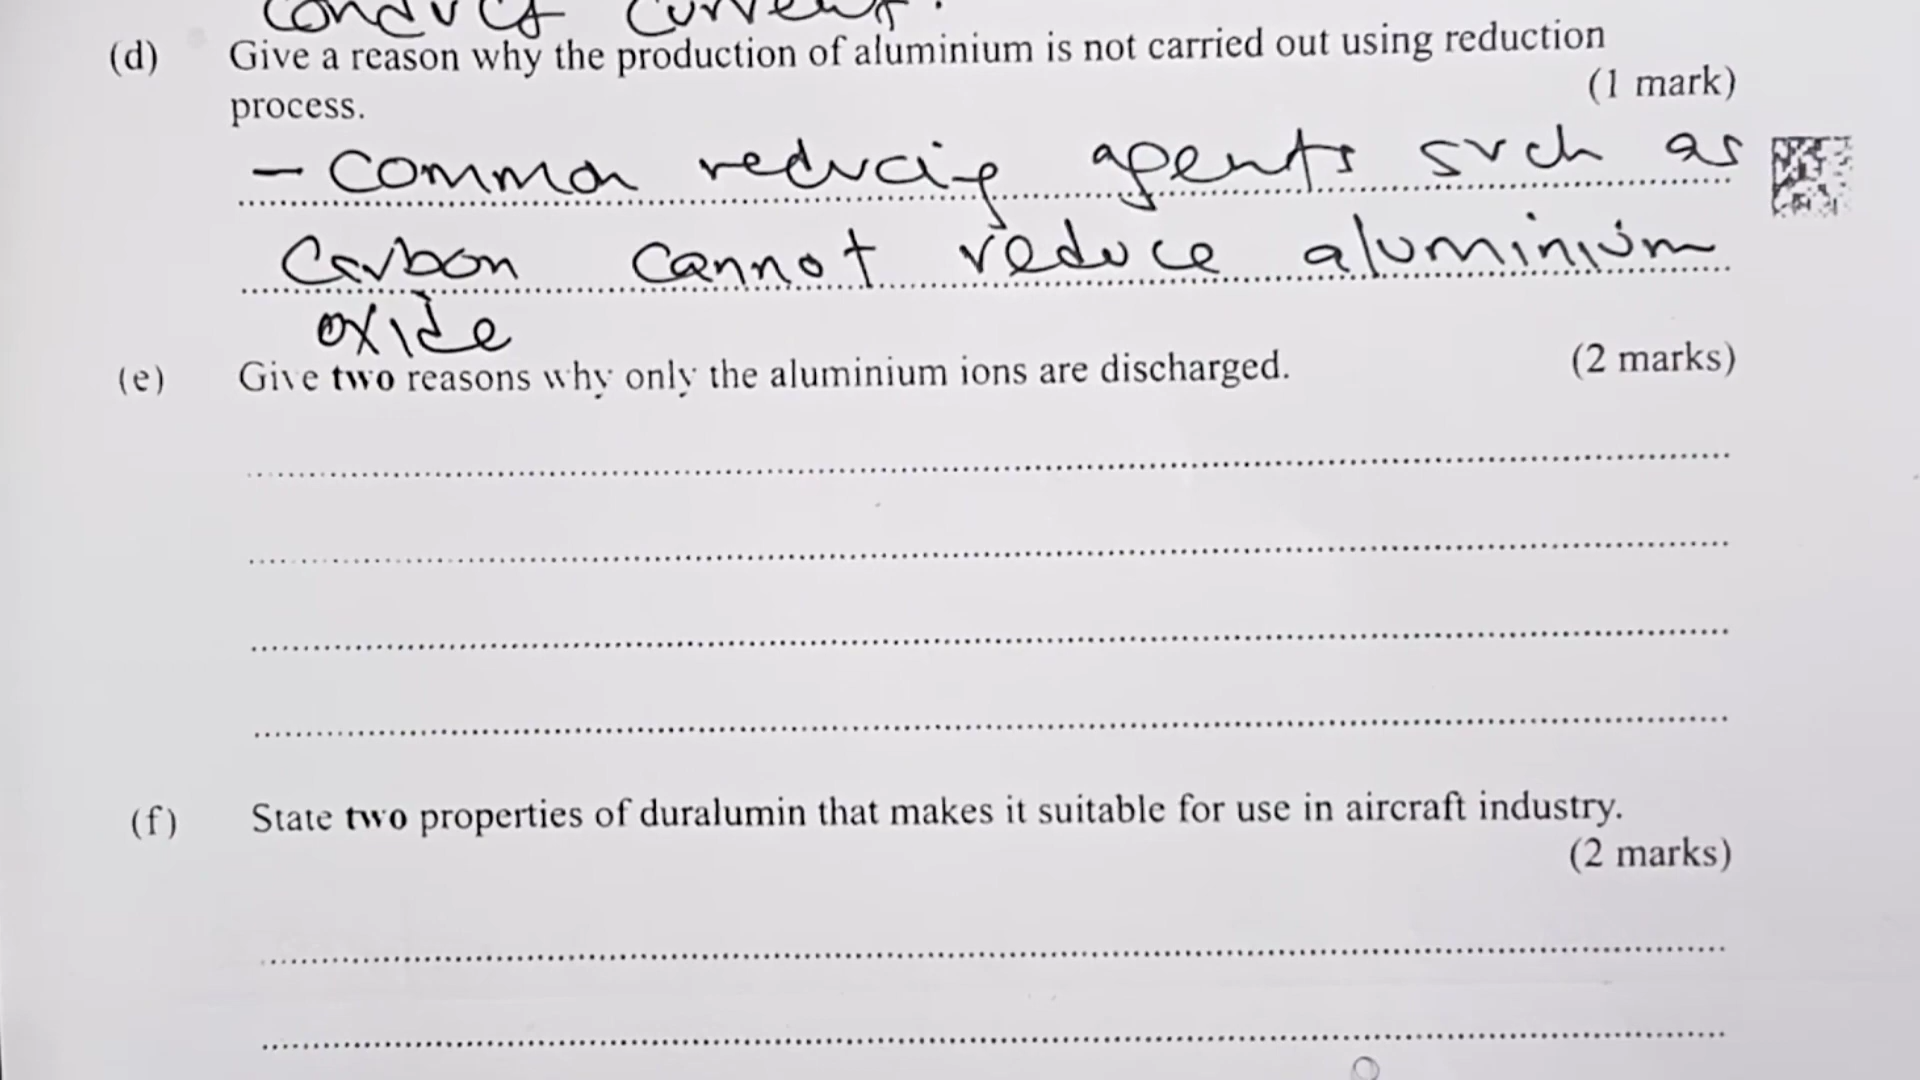 conduct current.
(d) Give a reason why the production of aluminium is not carried out using reduction
process. (1 mark)
- Common reducing agents such as
Carbon cannot reduce aluminium
oxide
(e) Give two reasons why only the aluminium ions are discharged. (2 marks)
(f) State two properties of duralumin that makes it suitable for use in aircraft industry.
(2 marks)